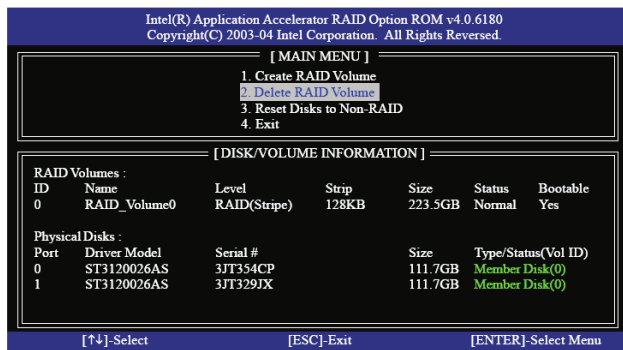 Intel(R) Application Accelerator RAID Option ROM v4.0.6180
Copyright(C) 2003-04 Intel Corporation. All Rights Reversed.
[ MAIN MENU ]
1. Create RAID Volume
2. Delete RAID Volume
3. Reset Disks to Non-RAID
4. Exit
[ DISK/VOLUME INFORMATION ]
RAID Volumes :
ID Name Level Strip Size Status Bootable
0 RAID_Volume0 RAID(Stripe) 128KB 223.5GB Normal Yes
Physical Disks :
Port Driver Model Serial # Size Type/Status(Vol ID)
0 ST3120026AS 3JT354CP 111.7GB Member Disk(0)
1 ST3120026AS 3JT329JX 111.7GB Member Disk(0)
[↑↓]-Select [ESC]-Exit [ENTER]-Select Menu